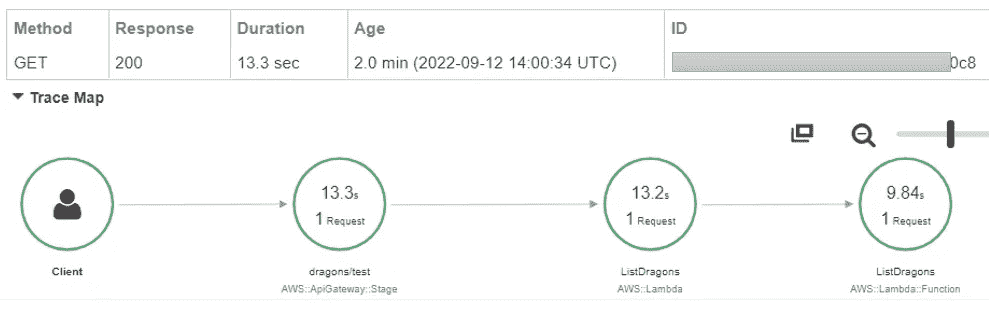 Method Response Duration Age ID
GET 200 13.3 sec 2.0 min (2022-09-12 14:00:34 UTC) 0c8
Trace Map
13.3s
1 Request
13.2s
1 Request
9.84s
1 Request
Client
dragons/test
AWS::ApiGateway::Stage
ListDragons
AWS::Lambda
ListDragons
AWS::Lambda::Function